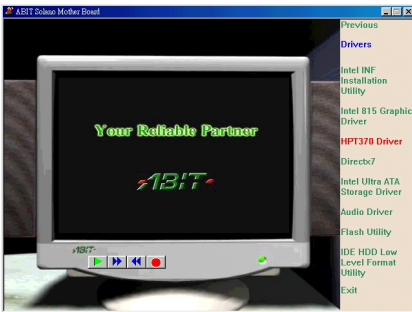 ABIT Solano Mother Board
Previous
Drivers
Intel INF
Installation
Utility
Intel 815 Graphic
Driver
HPT370 Driver
Directx7
Intel Ultra ATA
Storage Driver
Audio Driver
Flash Utility
IDE HDD Low
Level Format
Utility
Exit
Your Reliable Partner
ABIT
ABIT